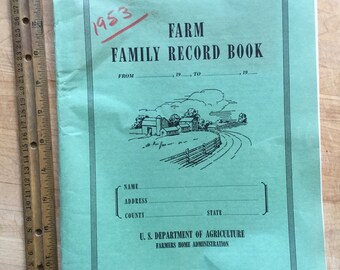 1953
FARM
FAMILY RECORD BOOK
FROM ................, 19 ...., TO ................, 19....
NAME
ADDRESS
COUNTY STATE
U. S. DEPARTMENT OF AGRICULTURE
FARMERS HOME ADMINISTRATION